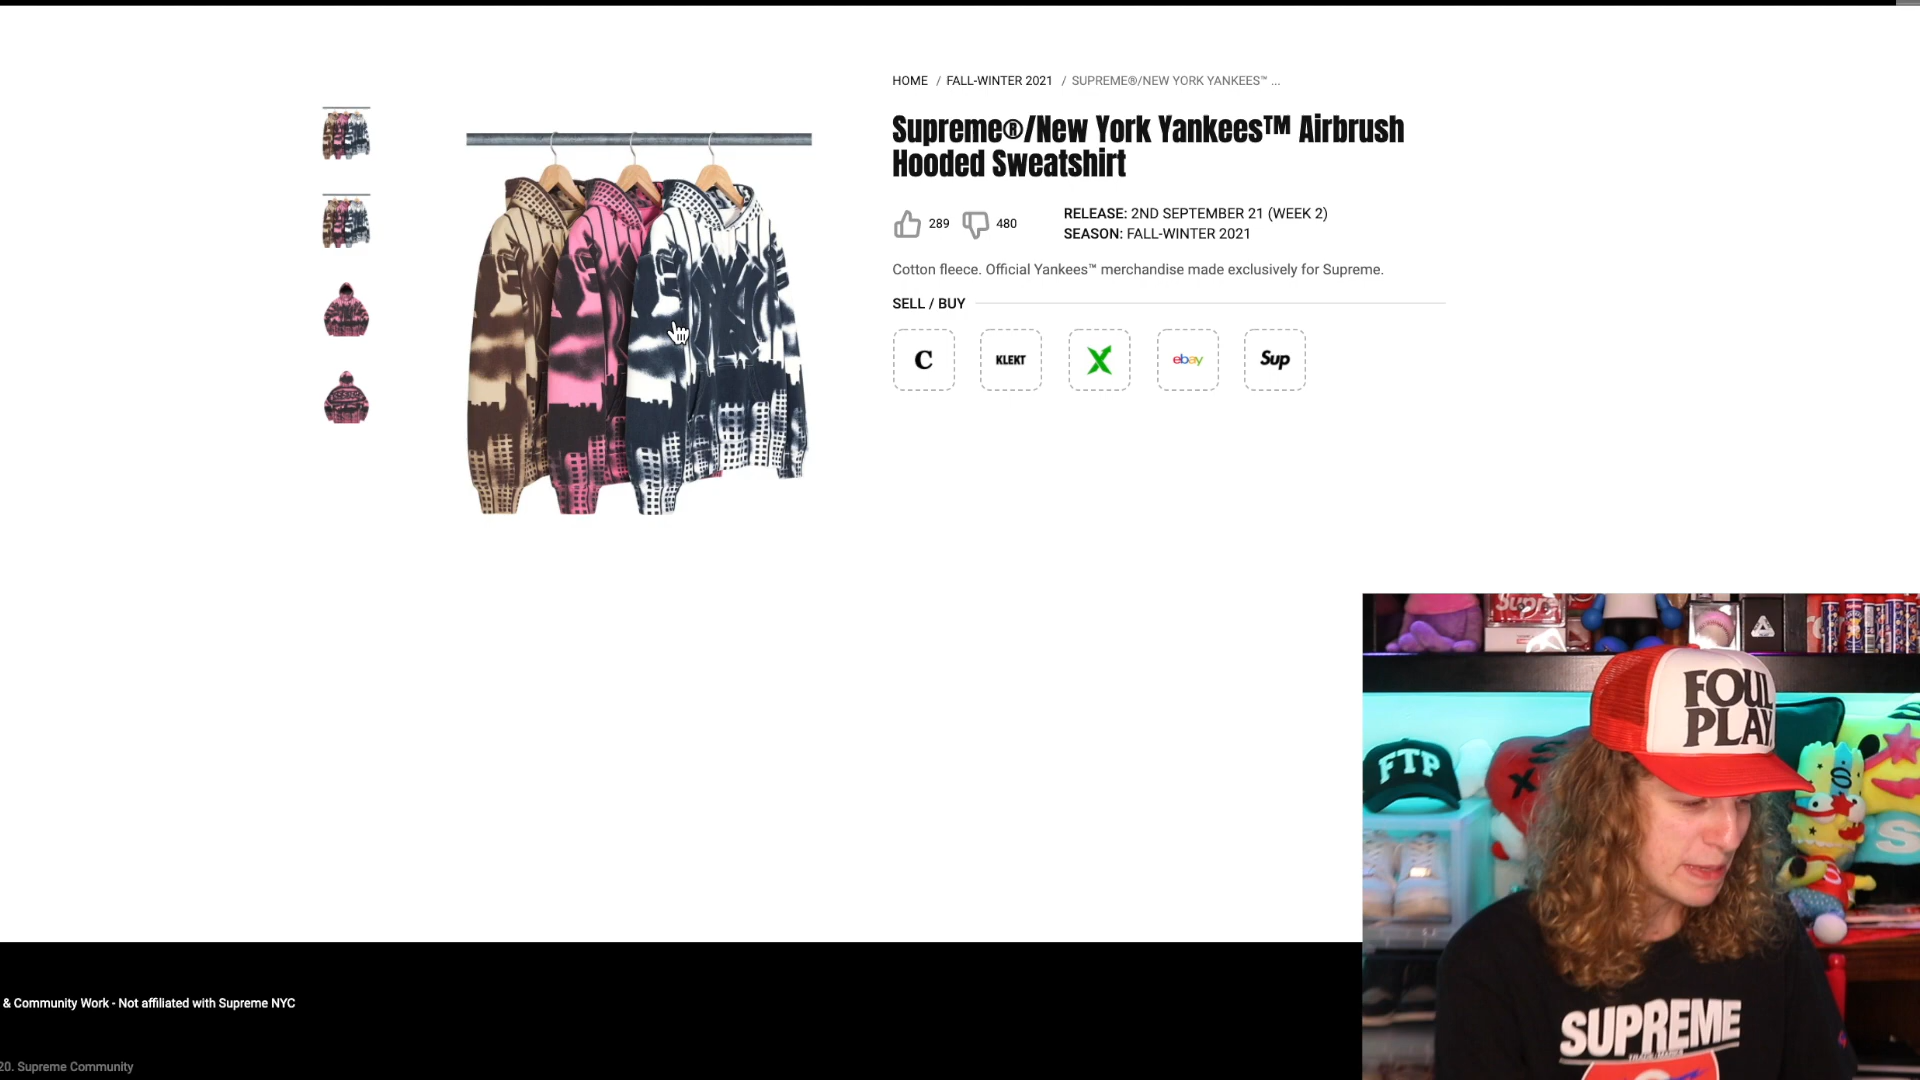 HOME / FALL-WINTER 2021 / SUPREME®/NEW YORK YANKEES™ ...
Supreme®/New York Yankees™ Airbrush
Hooded Sweatshirt
289 480
RELEASE: 2ND SEPTEMBER 21 (WEEK 2)
SEASON: FALL-WINTER 2021
Cotton fleece. Official Yankees™ merchandise made exclusively for Supreme.
SELL / BUY
C
KLEKT
X
ebay
Sup
FOUL
PLAY
FTP
SUPREME
& Community Work - Not affiliated with Supreme NYC
20. Supreme Community